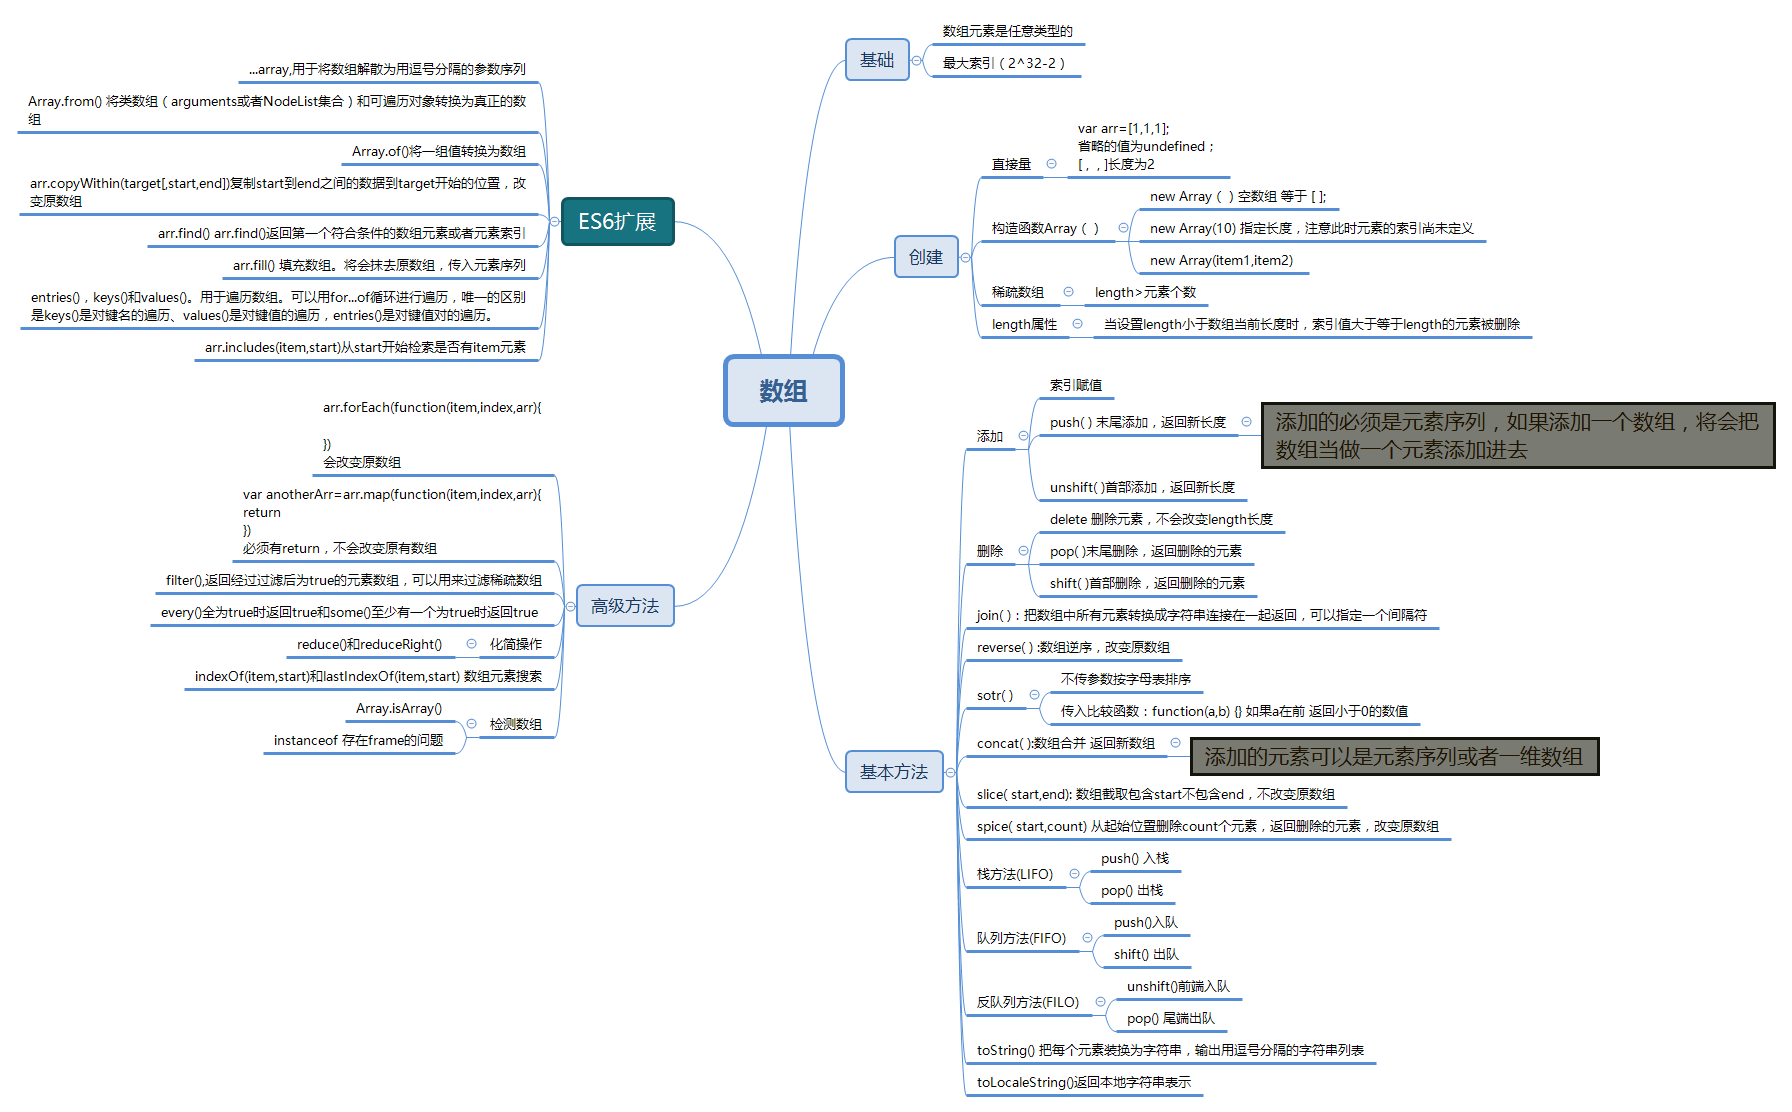 数组
基础
数组元素是任意类型的
最大索引（2^32-2）
创建
直接量
var arr=[1,1,1];
省略的值为undefined；
[ ,  , ]长度为2
构造函数Array（ ）
new Array（ ）空数组 等于 [ ];
new Array(10) 指定长度，注意此时元素的索引尚未定义
new Array(item1,item2)
稀疏数组
length>元素个数
length属性
当设置length小于数组当前长度时，索引值大于等于length的元素被删除
基本方法
添加
索引赋值
push( ) 末尾添加，返回新长度
添加的必须是元素序列，如果添加一个数组，将会把
数组当做一个元素添加进去
unshift( )首部添加，返回新长度
删除
delete 删除元素，不会改变length长度
pop( )末尾删除，返回删除的元素
shift( )首部删除，返回删除的元素
join( )：把数组中所有元素转换成字符串连接在一起返回，可以指定一个间隔符
reverse( ) :数组逆序，改变原数组
sotr( )
不传参数按字母表排序
传入比较函数：function(a,b) {} 如果a在前 返回小于0的数值
concat( ):数组合并 返回新数组
添加的元素可以是元素序列或者一维数组
slice( start,end): 数组截取包含start不包含end，不改变原数组
spice( start,count) 从起始位置删除count个元素，返回删除的元素，改变原数组
栈方法(LIFO)
push() 入栈
pop() 出栈
队列方法(FIFO)
push()入队
shift() 出队
反队列方法(FILO)
unshift()前端入队
pop() 尾端出队
toString() 把每个元素装换为字符串，输出用逗号分隔的字符串列表
toLocaleString()返回本地字符串表示
ES6扩展
...array,用于将数组解散为用逗号分隔的参数序列
Array.from() 将类数组（arguments或者NodeList集合）和可遍历对象转换为真正的数
组
Array.of()将一组值转换为数组
arr.copyWithin(target[,start,end])复制start到end之间的数据到target开始的位置，改
变原数组
arr.find() arr.find()返回第一个符合条件的数组元素或者元素索引
arr.fill() 填充数组。将会抹去原数组，传入元素序列
entries()，keys()和values()。用于遍历数组。可以用for...of循环进行遍历，唯一的区别
是keys()是对键名的遍历、values()是对键值的遍历，entries()是对键值对的遍历。
arr.includes(item,start)从start开始检索是否有item元素
高级方法
arr.forEach(function(item,index,arr){
})
会改变原数组
var anotherArr=arr.map(function(item,index,arr){
return
})
必须有return，不会改变原有数组
filter(),返回经过过滤后为true的元素数组，可以用来过滤稀疏数组
every()全为true时返回true和some()至少有一个为true时返回true
reduce()和reduceRight()
化简操作
indexOf(item,start)和lastIndexOf(item,start) 数组元素搜索
检测数组
Array.isArray()
instanceof 存在frame的问题